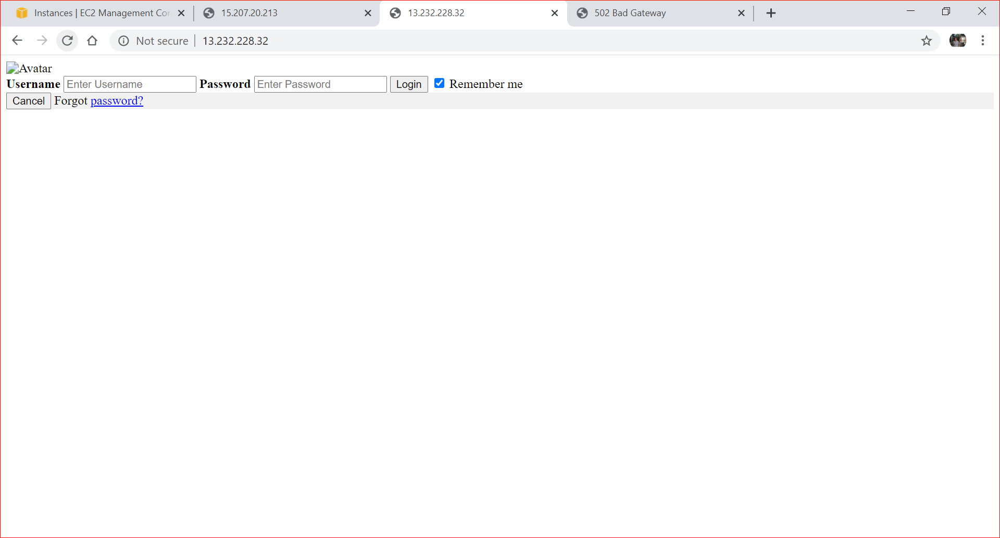 Instances | EC2 Management Con
15.207.20.213
13.232.228.32
502 Bad Gateway
Not secure
13.232.228.32
Avatar
Username Enter Username Password Enter Password Login Remember me
Cancel Forgot password?